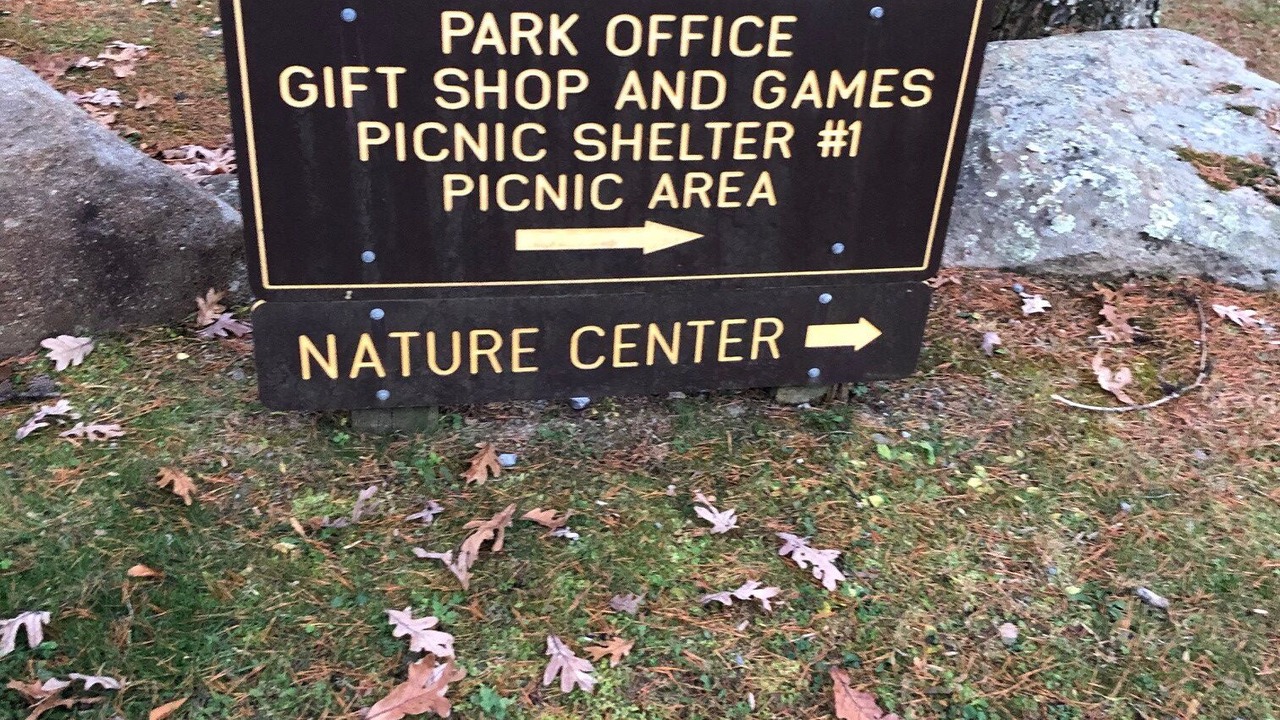 PARK OFFICE
GIFT SHOP AND GAMES
PICNIC SHELTER #1
PICNIC AREA
NATURE CENTER